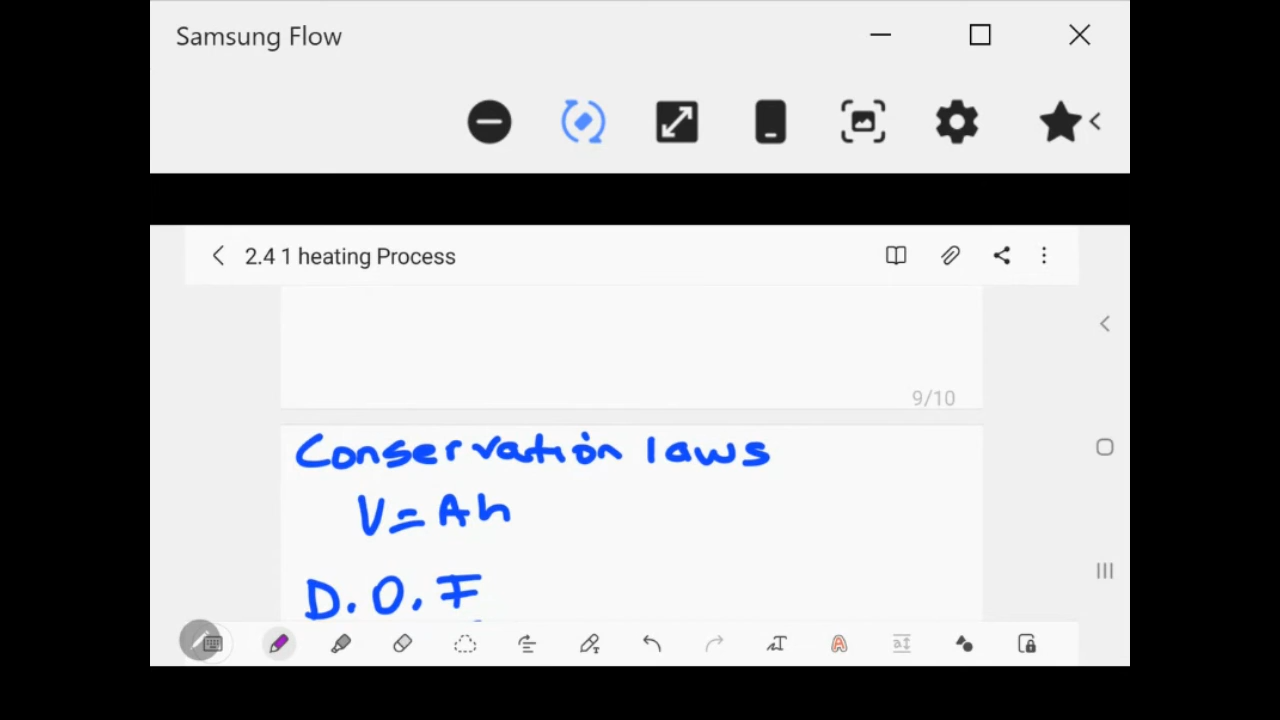 Samsung Flow
2.4 1 heating Process
9/10
Conservation laws
V = Ah
D.O.F